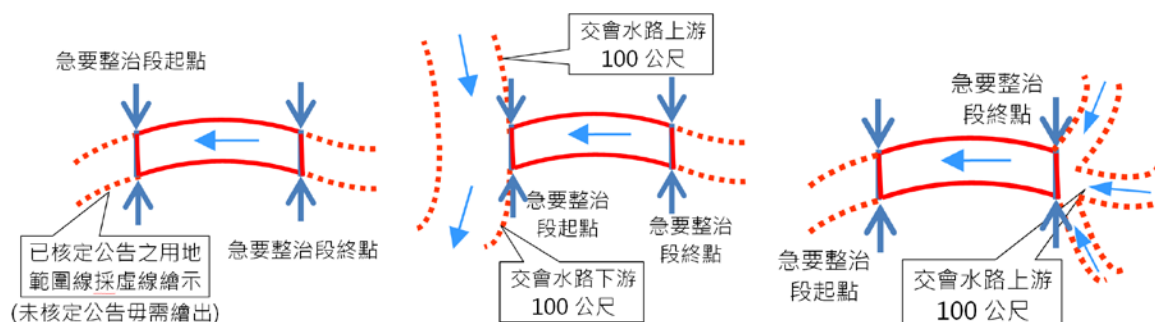 急要整治段起點
已核定公告之用地
範圍線採虛線繪示
(未核定公告毋需繪出)
急要整治段終點
交會水路上游
100 公尺
急要整治
段起點
急要整治
段終點
交會水路下游
100 公尺
急要整治
段終點
急要整治
段起點
交會水路上游
100 公尺